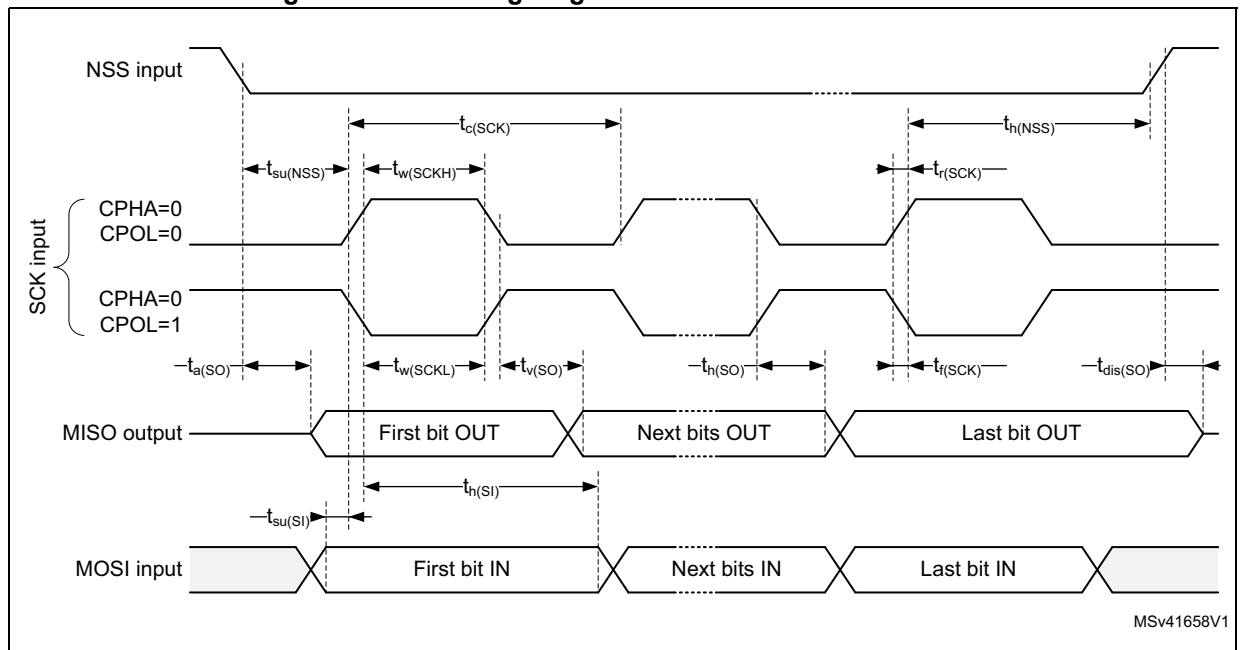 NSS input
tc(SCK)
th(NSS)
tsu(NSS)
tw(SCKH)
tr(SCK)
SCK input
CPHA=0
CPOL=0
CPHA=0
CPOL=1
ta(SO)
tw(SCKL)
tv(SO)
th(SO)
tf(SCK)
tdis(SO)
MISO output
First bit OUT
Next bits OUT
Last bit OUT
th(SI)
tsu(SI)
MOSI input
First bit IN
Next bits IN
Last bit IN
MSv41658V1